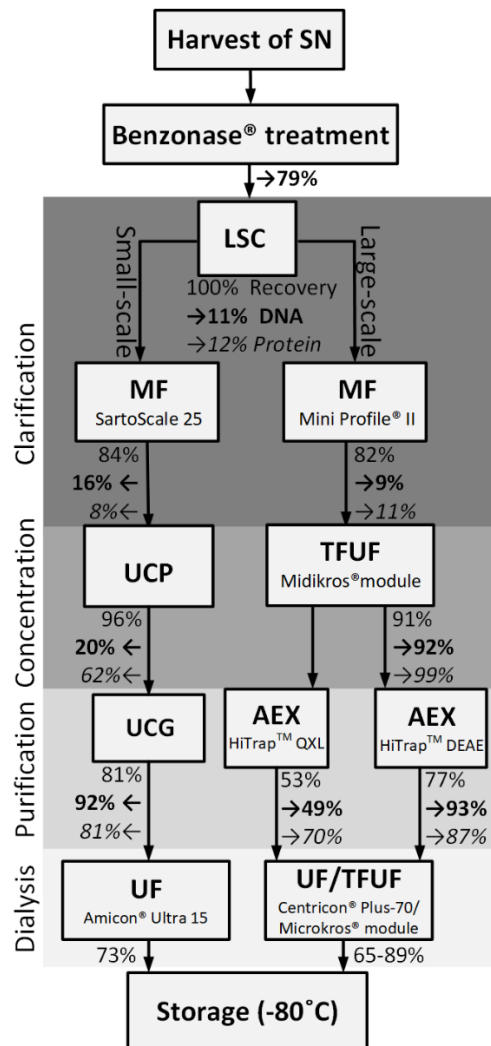 Harvest of SN
Benzonase® treatment
→79%
Clarification
Small-scale
LSC
Large-scale
100% Recovery
→11% DNA
→12% Protein
MF
SartoScale 25
MF
Mini Profile® II
84%
16% ←
8%←
82%
→9%
→11%
Concentration
UCP
TFUF
Midikros®module
96%
20% ←
62%←
91%
→92%
→99%
Purification
UCG
AEX
HiTrap™ QXL
AEX
HiTrap™ DEAE
81%
92% ←
81%←
53%
→49%
→70%
77%
→93%
→87%
Dialysis
UF
Amicon® Ultra 15
UF/TFUF
Centricon® Plus-70/
Microkros® module
73%
65-89%
Storage (-80˚C)